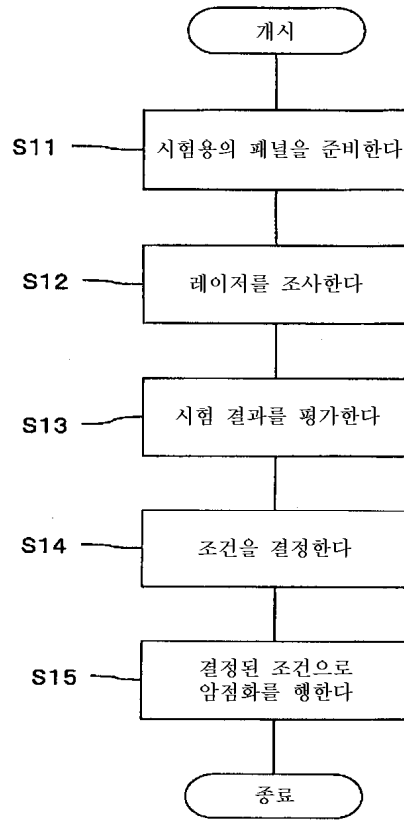 개시
S11 시험용의 패널을 준비한다
S12 레이저를 조사한다
S13 시험 결과를 평가한다
S14 조건을 결정한다
S15 결정된 조건으로
암점화를 행한다
종료